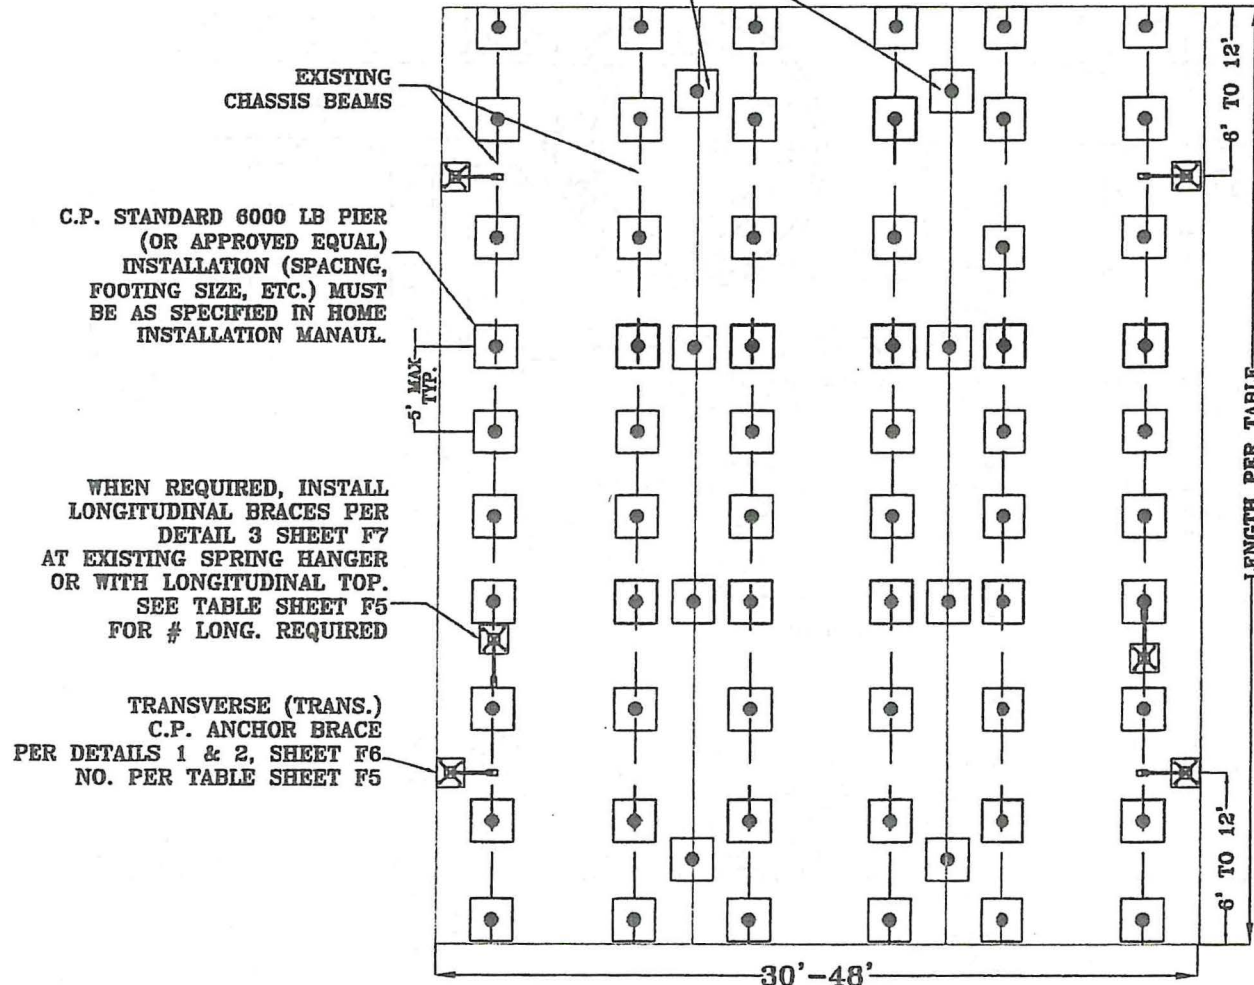 EXISTING
CHASSIS BEAMS
C.P. STANDARD 6000 LB PIER
(OR APPROVED EQUAL)
INSTALLATION (SPACING,
FOOTING SIZE, ETC.) MUST
BE AS SPECIFIED IN HOME
INSTALLATION MANAUL.
5' MAX
TYP.
WHEN REQUIRED, INSTALL
LONGITUDINAL BRACES PER
DETAIL 3 SHEET F7
AT EXISTING SPRING HANGER
OR WITH LONGITUDINAL TOP.
SEE TABLE SHEET F5
FOR # LONG. REQUIRED
TRANSVERSE (TRANS.)
C.P. ANCHOR BRACE
PER DETAILS 1 & 2, SHEET F6
NO. PER TABLE SHEET F5
6' TO 12'
LENGTH PER TABLE
6' TO 12'
30'-48'